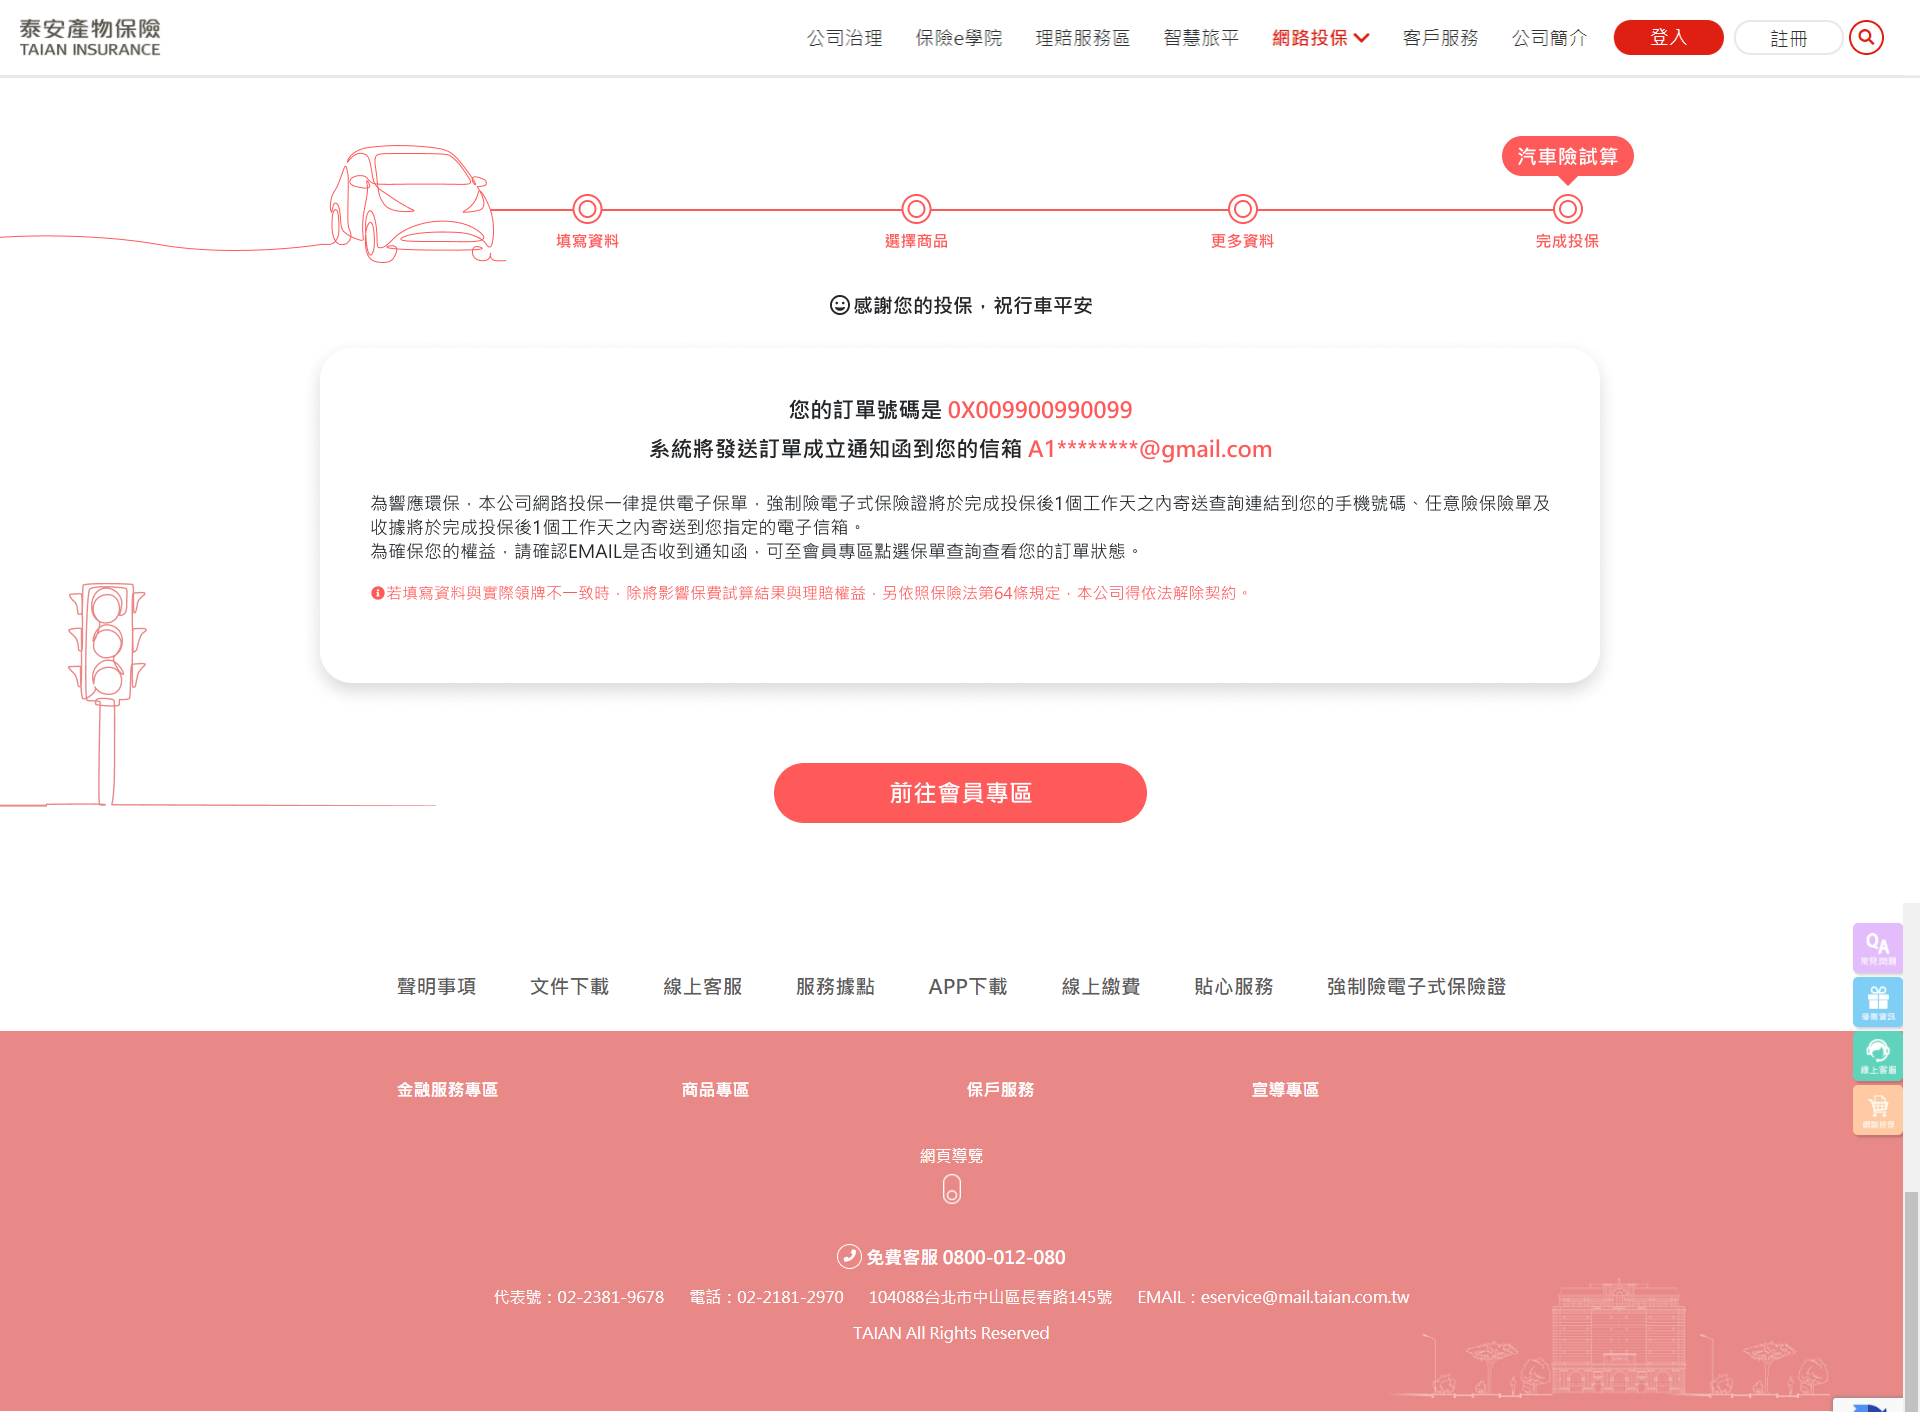 泰安產物保險
TAIAN INSURANCE
公司治理 保險e學院 理賠服務區 智慧旅平 網路投保 客戶服務 公司簡介 登入 註冊
汽車險試算
填寫資料 選擇商品 更多資料 完成投保
感謝您的投保，祝行車平安
您的訂單號碼是 0X009900990099
系統將發送訂單成立通知函到您的信箱 A1********@gmail.com
為響應環保，本公司網路投保一律提供電子保單，強制險電子式保險證將於完成投保後1個工作天之內寄送查詢連結到您的手機號碼、任意險保險單及
收據將於完成投保後1個工作天之內寄送到您指定的電子信箱。
為確保您的權益，請確認EMAIL是否收到通知函，可至會員專區點選保單查詢查看您的訂單狀態。
若填寫資料與實際領牌不一致時，除將影響保費試算結果與理賠權益，另依照保險法第64條規定，本公司得依法解除契約。
前往會員專區
QA
常見問題
優惠資訊
線上客服
網路投保
聲明事項 文件下載 線上客服 服務據點 APP下載 線上繳費 貼心服務 強制險電子式保險證
金融服務專區 商品專區 保戶服務 宣導專區
網頁導覽
免費客服 0800-012-080
代表號：02-2381-9678 電話：02-2181-2970 104088台北市中山區長春路145號 EMAIL：eservice@mail.taian.com.tw
TAIAN All Rights Reserved